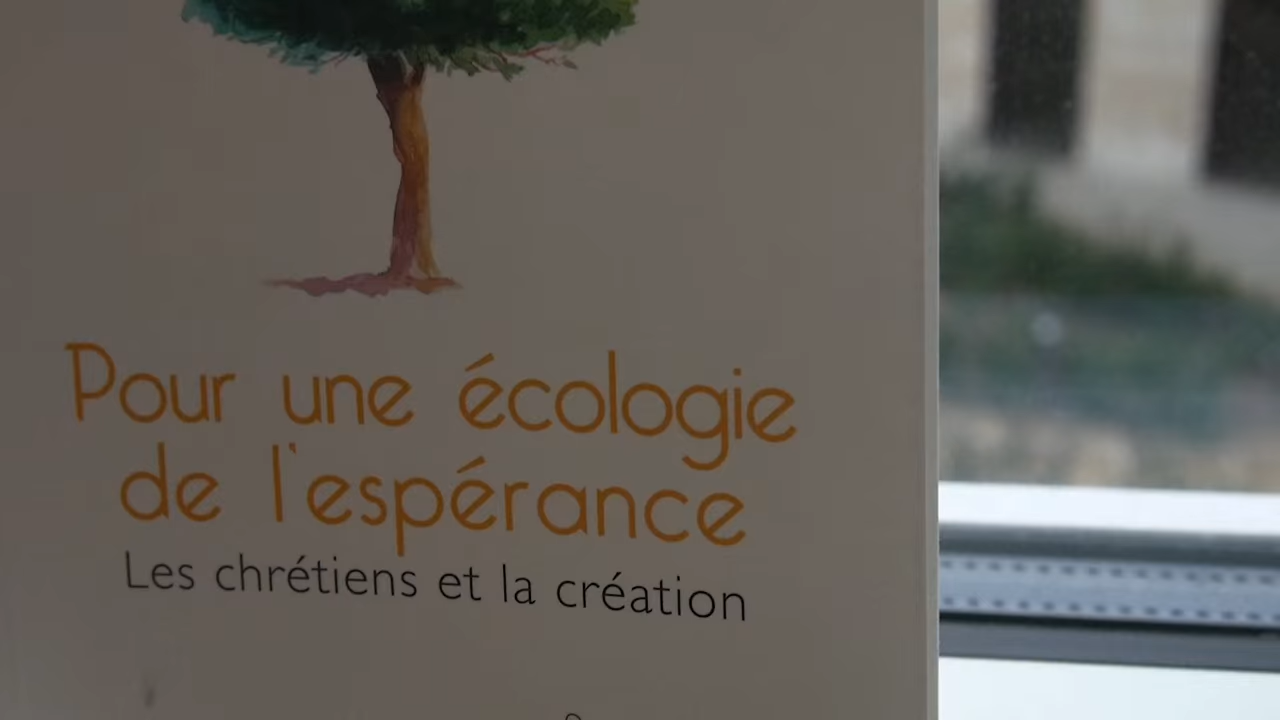 Pour une écologie
de l'espérance
Les chrétiens et la création